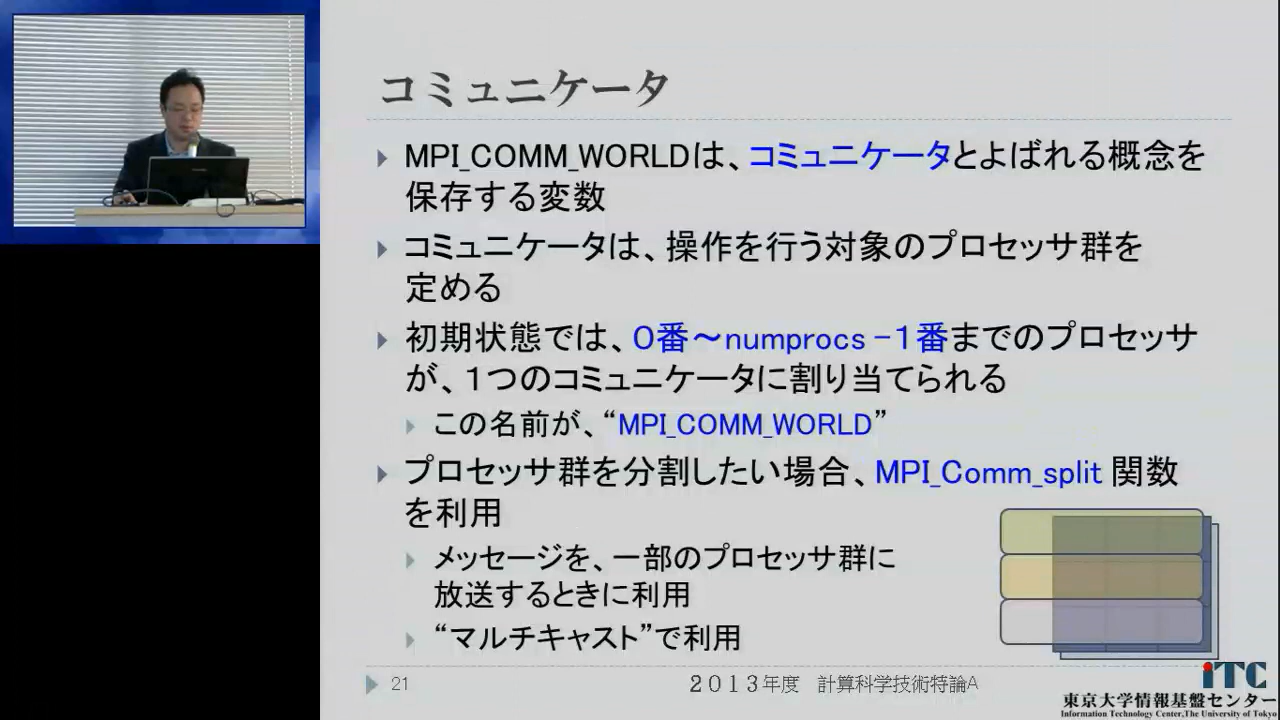 コミュニケータ
MPI_COMM_WORLDは、コミュニケータとよばれる概念を
保存する変数
コミュニケータは、操作を行う対象のプロセッサ群を
定める
初期状態では、０番～numprocs －１番までのプロセッサ
が、１つのコミュニケータに割り当てられる
この名前が、“MPI_COMM_WORLD”
プロセッサ群を分割したい場合、MPI_Comm_split 関数
を利用
メッセージを、一部のプロセッサ群に
放送するときに利用
“マルチキャスト”で利用
21
２０１３年度　計算科学技術特論A
iTC
東京大学情報基盤センター
Information Technology Center,The University of Tokyo